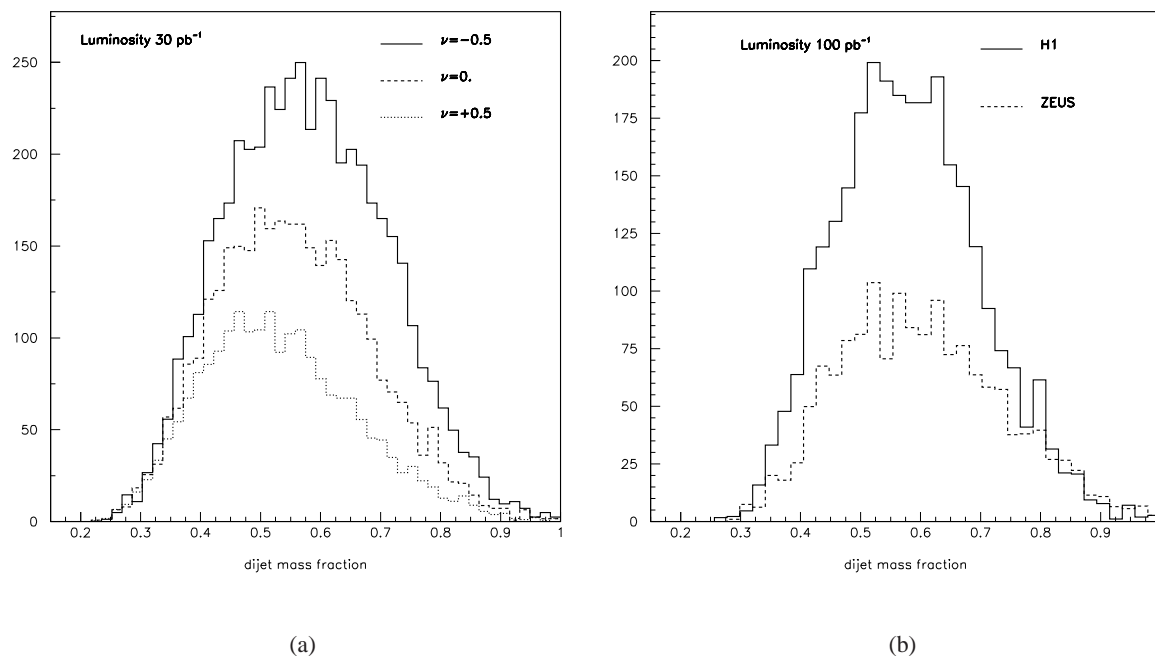 Luminosity 30 pb⁻¹
ν=−0.5
ν=0.
ν=+0.5
250
200
150
100
50
0
0.2 0.3 0.4 0.5 0.6 0.7 0.8 0.9 1
dijet mass fraction
(a)
Luminosity 100 pb⁻¹
H1
ZEUS
200
175
150
125
100
75
50
25
0
0.2 0.3 0.4 0.5 0.6 0.7 0.8 0.9
dijet mass fraction
(b)